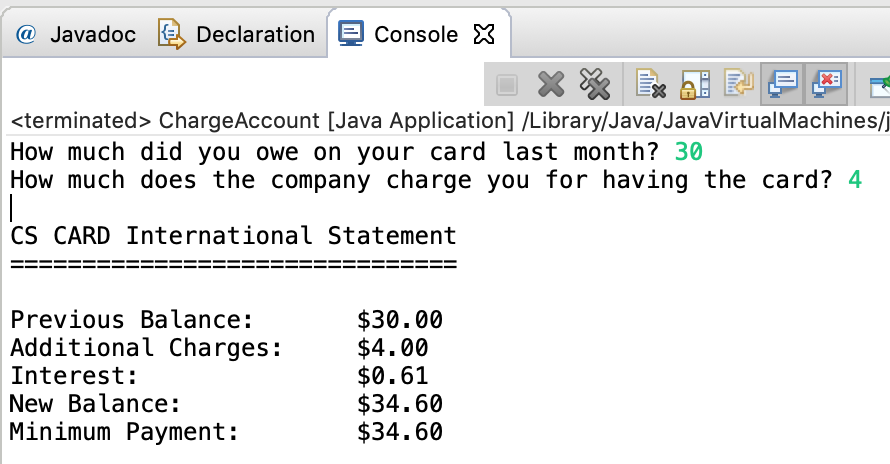 @ Javadoc Declaration Console
<terminated> ChargeAccount [Java Application] /Library/Java/JavaVirtualMachines/j
How much did you owe on your card last month? 30
How much does the company charge you for having the card? 4
CS CARD International Statement
===============================
Previous Balance: $30.00
Additional Charges: $4.00
Interest: $0.61
New Balance: $34.60
Minimum Payment: $34.60